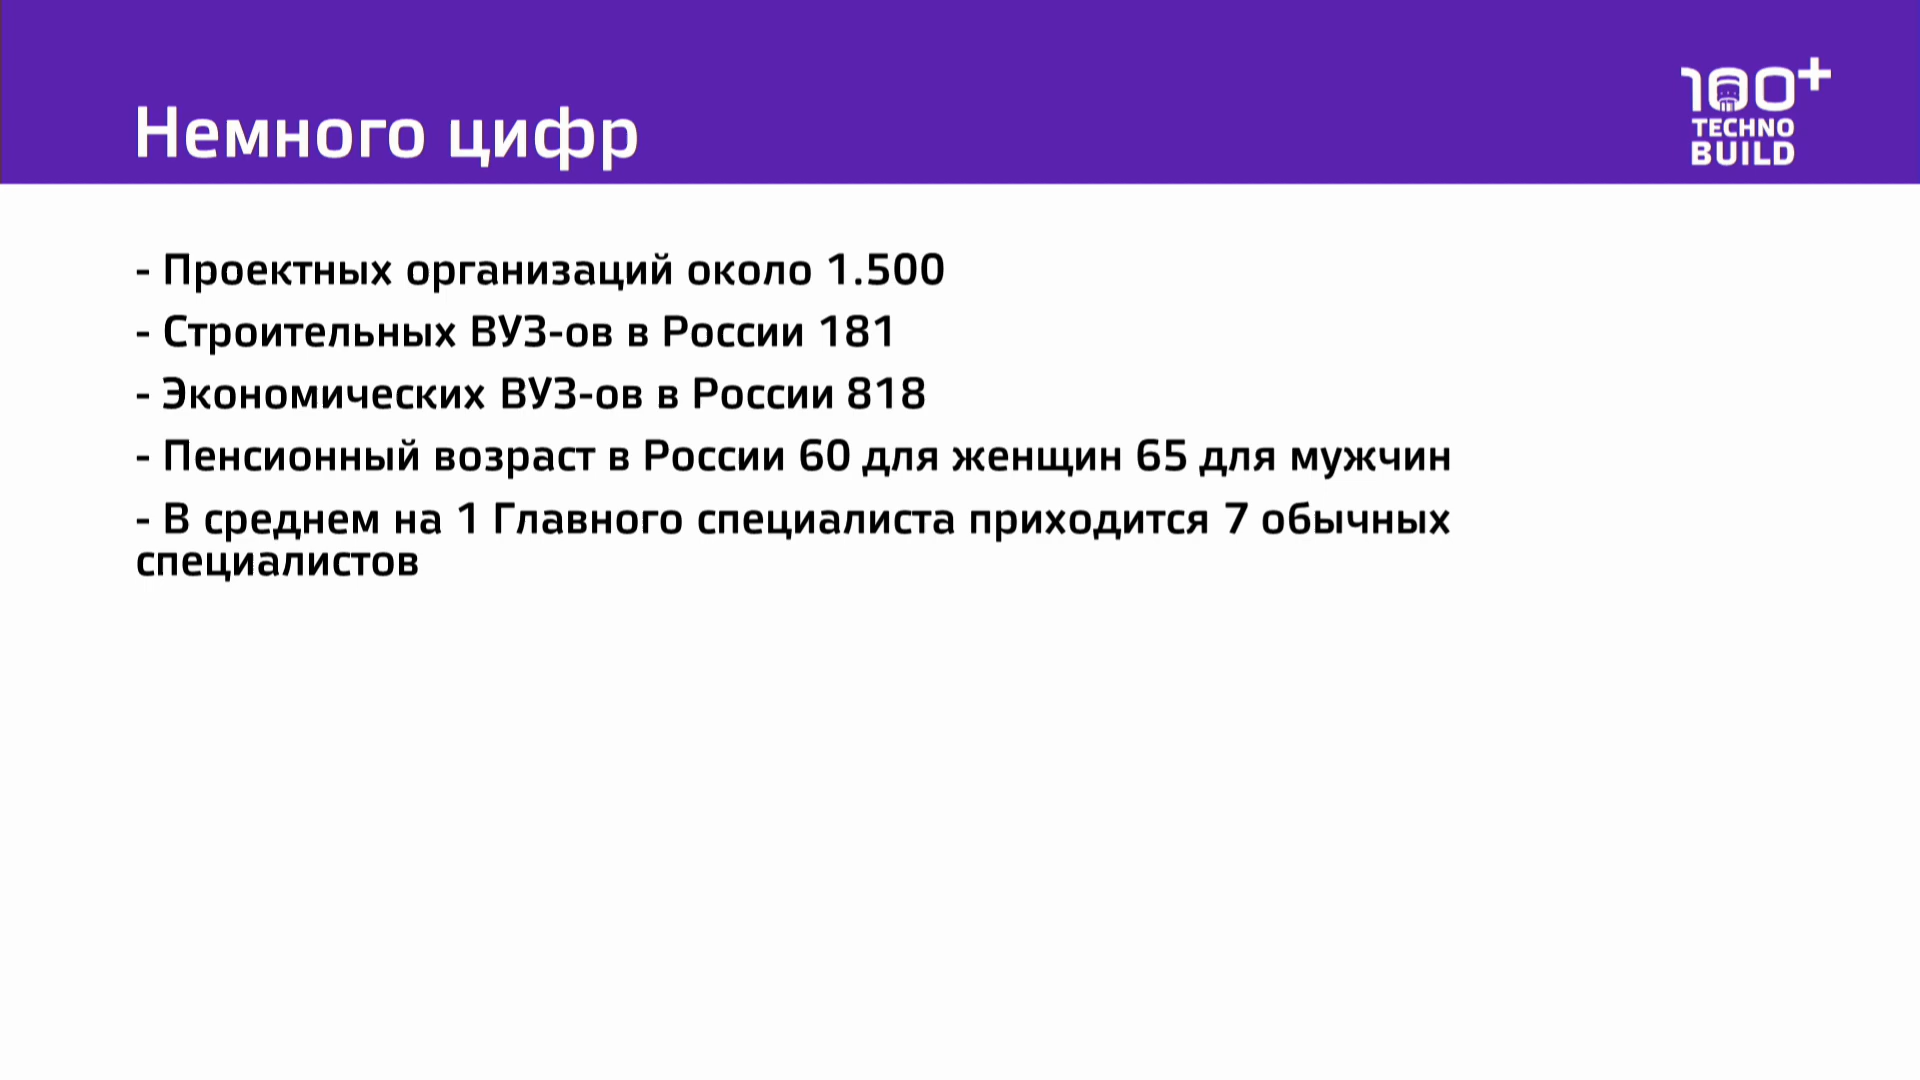 Немного цифр
100+
TECHNO
BUILD
- Проектных организаций около 1.500
- Строительных ВУЗ-ов в России 181
- Экономических ВУЗ-ов в России 818
- Пенсионный возраст в России 60 для женщин 65 для мужчин
- В среднем на 1 Главного специалиста приходится 7 обычных
специалистов